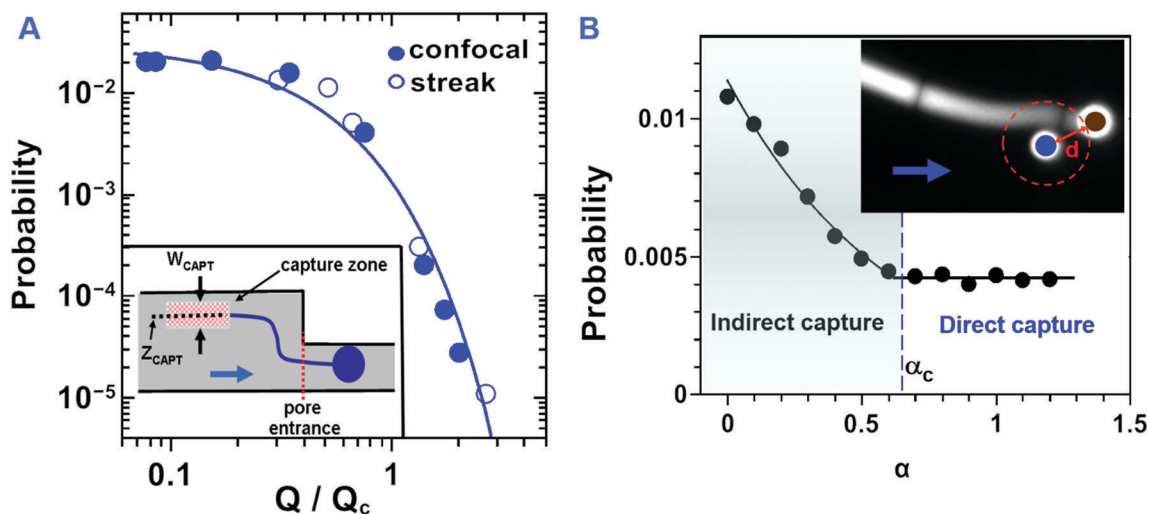 A
Probability
10⁻²
10⁻³
10⁻⁴
10⁻⁵
confocal
streak
W_CAPT
capture zone
Z_CAPT
pore
entrance
0.1
1
Q / Q_c
B
Probability
0.01
0.005
0
d
Indirect capture
Direct capture
α_c
0
0.5
1
1.5
α